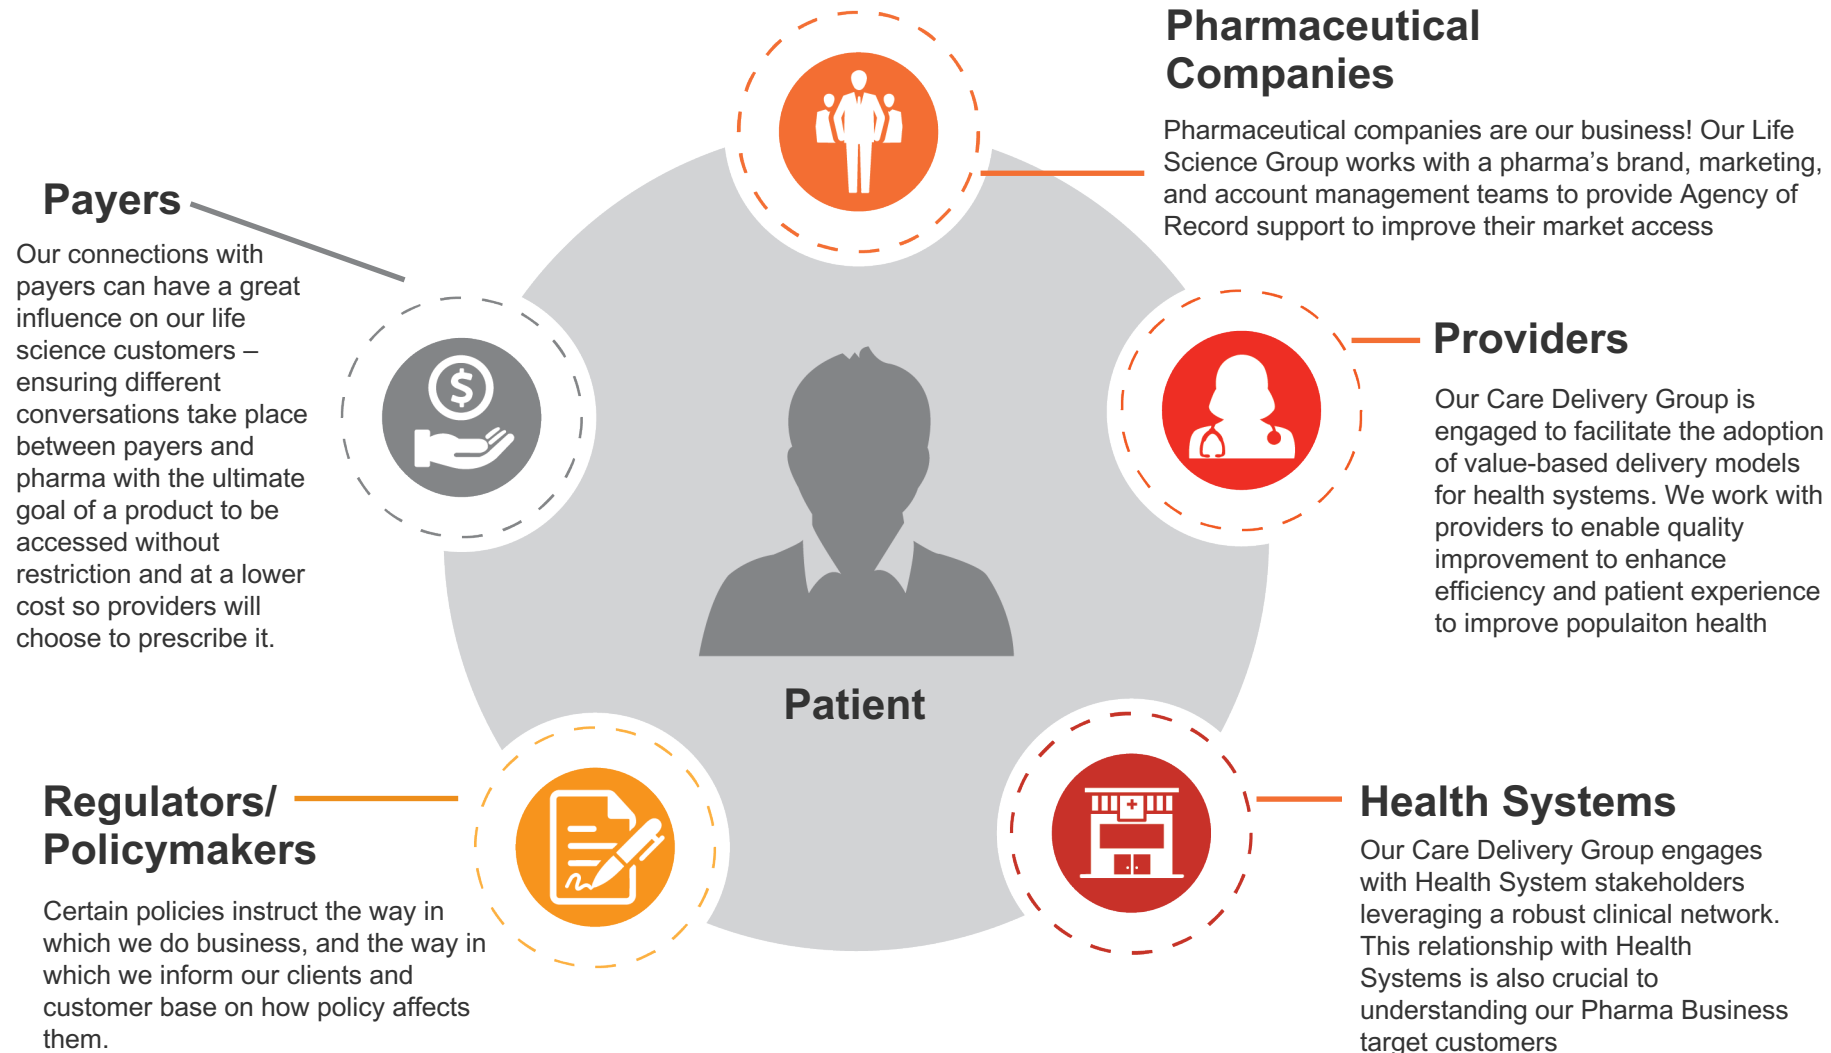 Pharmaceutical
Companies
Pharmaceutical companies are our business! Our Life
Science Group works with a pharma’s brand, marketing,
and account management teams to provide Agency of
Record support to improve their market access
Payers
Our connections with
payers can have a great
influence on our life
science customers –
ensuring different
conversations take place
between payers and
pharma with the ultimate
goal of a product to be
accessed without
restriction and at a lower
cost so providers will
choose to prescribe it.
$
Providers
Our Care Delivery Group is
engaged to facilitate the adoption
of value-based delivery models
for health systems. We work with
providers to enable quality
improvement to enhance
efficiency and patient experience
to improve populaiton health
Patient
Regulators/
Policymakers
Certain policies instruct the way in
which we do business, and the way in
which we inform our clients and
customer base on how policy affects
them.
Health Systems
Our Care Delivery Group engages
with Health System stakeholders
leveraging a robust clinical network.
This relationship with Health
Systems is also crucial to
understanding our Pharma Business
target customers